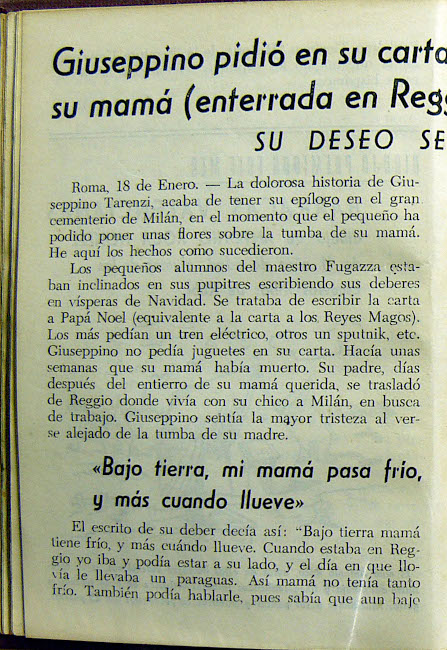 Giuseppino pidió en su carta
su mamá (enterrada en Regg
SU DESEO SE
Roma, 18 de Enero. — La dolorosa historia de Giu-
seppino Tarenzi, acaba de tener su epílogo en el gran
cementerio de Milán, en el momento que el pequeño ha
podido poner unas flores sobre la tumba de su mamá.
He aquí los hechos como sucedieron.
Los pequeños alumnos del maestro Fugazza esta-
ban inclinados en sus pupitres escribiendo sus deberes
en vísperas de Navidad. Se trataba de escribir la carta
a Papá Noel (equivalente a la carta a los Reyes Magos).
Los más pedían un tren eléctrico, otros un sputnik, etc.
Giuseppino no pedía juguetes en su carta. Hacía unas
semanas que su mamá había muerto. Su padre, días
después del entierro de su mamá querida, se trasladó
de Reggio donde vivía con su chico a Milán, en busca
de trabajo. Giuseppino sentía la mayor tristeza al ver-
se alejado de la tumba de su madre.
«Bajo tierra, mi mamá pasa frío,
y más cuando llueve»
El escrito de su deber decía así: "Bajo tierra mamá
tiene frío, y más cuándo llueve. Cuando estaba en Reg-
gio yo iba y podía estar a su lado, y el día en que llo-
vía le llevaba un paraguas. Así mamá no tenía tanto
frío. También podía hablarle, pues sabía que aun bajo